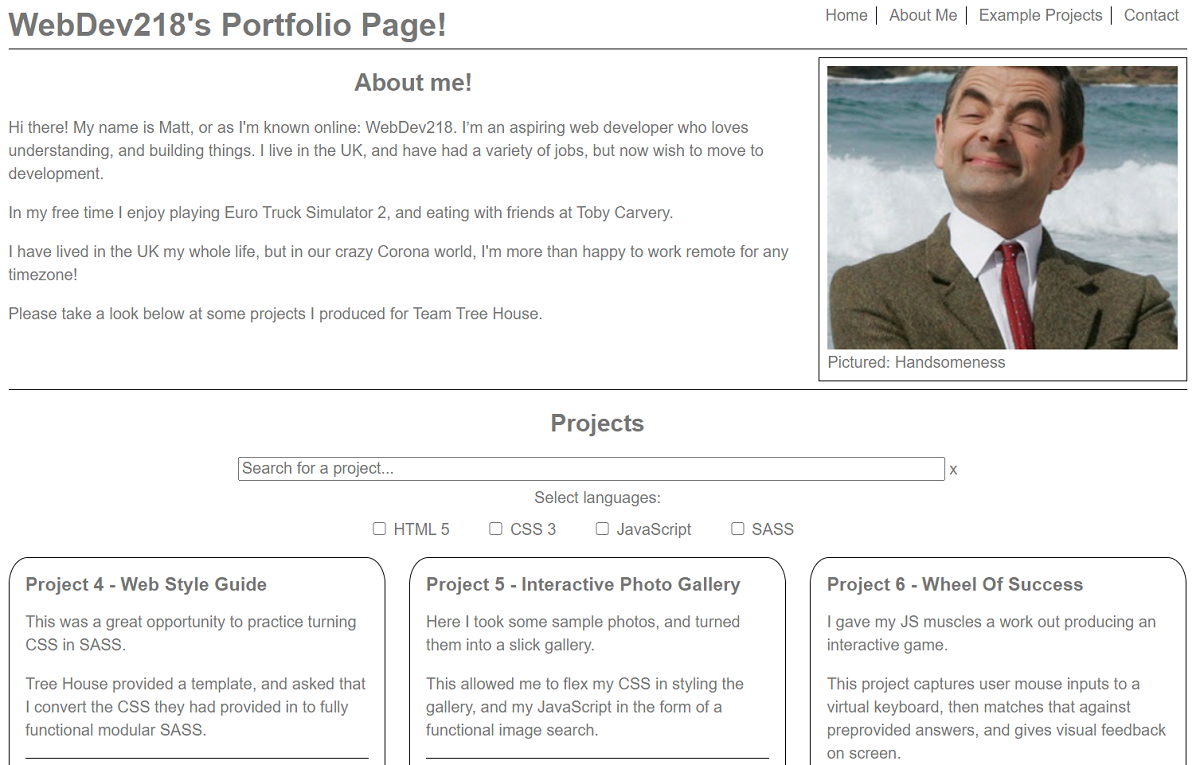 WebDev218's Portfolio Page!
Home
About Me
Example Projects
Contact
About me!
Hi there! My name is Matt, or as I'm known online: WebDev218. I'm an aspiring web developer who loves
understanding, and building things. I live in the UK, and have had a variety of jobs, but now wish to move to
development.
In my free time I enjoy playing Euro Truck Simulator 2, and eating with friends at Toby Carvery.
I have lived in the UK my whole life, but in our crazy Corona world, I'm more than happy to work remote for any
timezone!
Please take a look below at some projects I produced for Team Tree House.
Pictured: Handsomeness
Projects
Search for a project...
x
Select languages:
HTML 5
CSS 3
JavaScript
SASS
Project 4 - Web Style Guide
This was a great opportunity to practice turning
CSS in SASS.
Tree House provided a template, and asked that
I convert the CSS they had provided in to fully
functional modular SASS.
Project 5 - Interactive Photo Gallery
Here I took some sample photos, and turned
them into a slick gallery.
This allowed me to flex my CSS in styling the
gallery, and my JavaScript in the form of a
functional image search.
Project 6 - Wheel Of Success
I gave my JS muscles a work out producing an
interactive game.
This project captures user mouse inputs to a
virtual keyboard, then matches that against
preprovided answers, and gives visual feedback
on screen.